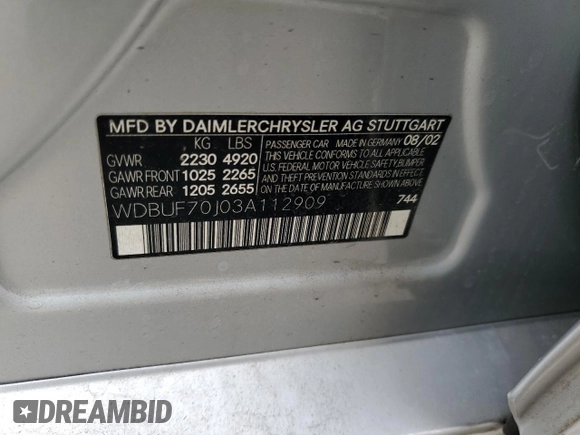 MFD BY DAIMLERCHRYSLER AG STUTTGART
KG LBS
GVWR 2230 4920
GAWR FRONT 1025 2265
GAWR REAR 1205 2655
PASSENGER CAR MADE IN GERMANY 08/02
THIS VEHICLE CONFORMS TO ALL APPLICABLE
U.S. FEDERAL MOTOR VEHICLE SAFETY, BUMPER,
AND THEFT PREVENTION STANDARDS IN EFFECT
ON THE DATE OF MANUFACTURE SHOWN ABOVE.
WDBUF70J03A112909
744
DREAMBID